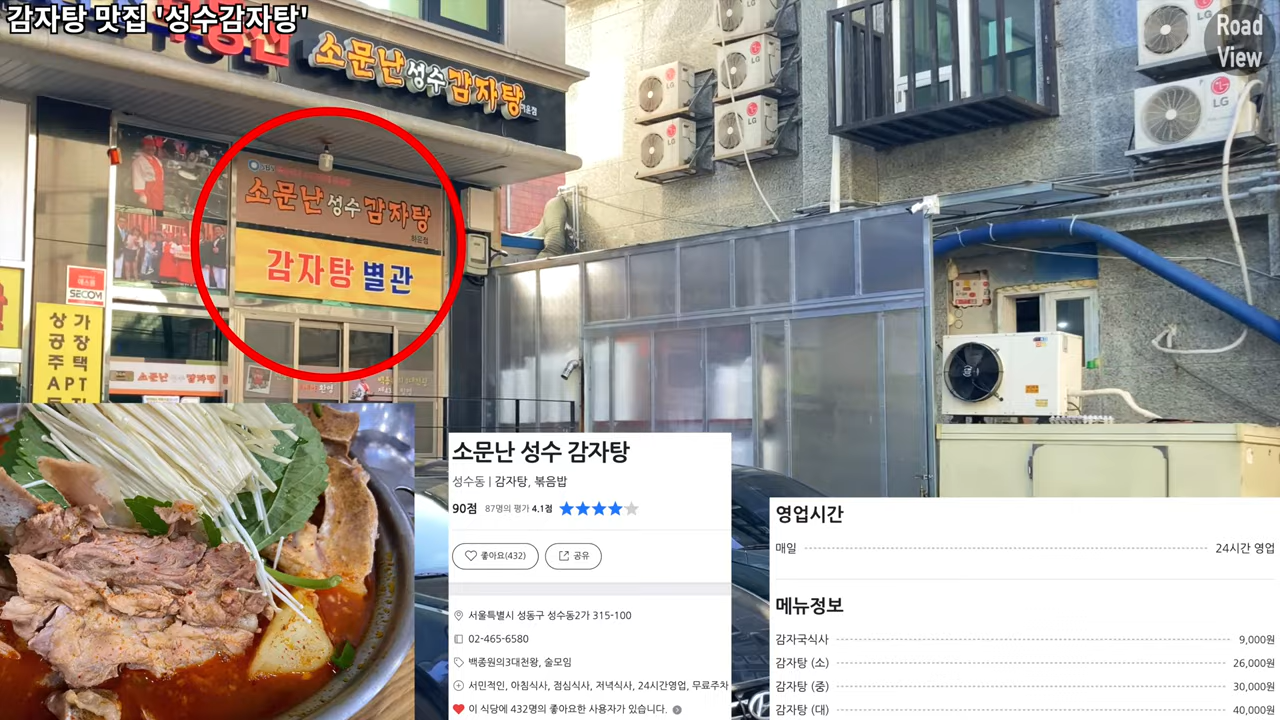 감자탕 맛집 '성수감자탕'
Road
View
소문난성수감자탕
소문난 성수 감자탕
감자탕 별관
SECOM
상가
공장
주택
APT
LG
LG
LG
LG
LG
LG
소문난 성수 감자탕
성수동 | 감자탕, 볶음밥
90점 87명의 평가 4.1점
좋아요(432) 공유
서울특별시 성동구 성수동2가 315-100
02-465-6580
백종원의3대천왕, 술모임
서민적인, 아침식사, 점심식사, 저녁식사, 24시간영업, 무료주차
이 식당에 432명의 좋아요한 사용자가 있습니다.
영업시간
매일 24시간 영업
메뉴정보
감자국식사 9,000원
감자탕 (소) 26,000원
감자탕 (중) 30,000원
감자탕 (대) 40,000원